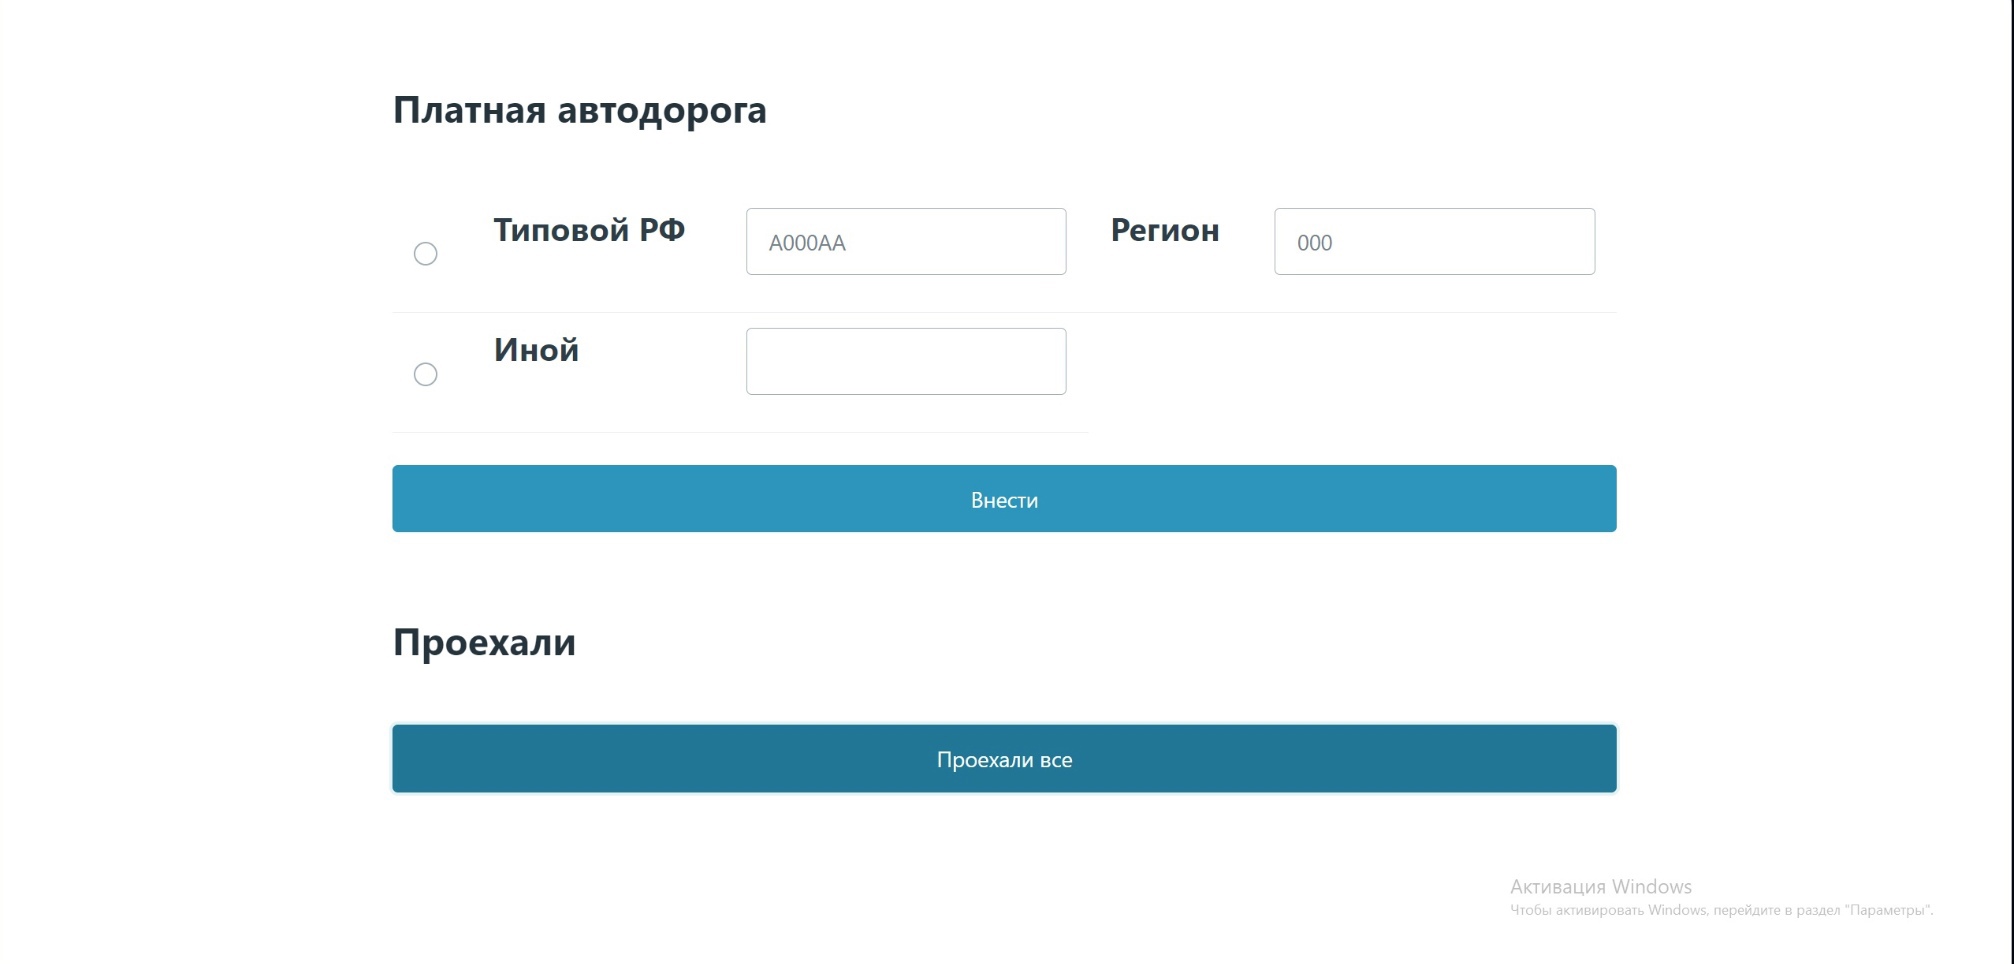 Платная автодорога
Типовой РФ A000AA Регион 000
Иной
Внести
Проехали
Проехали все
Активация Windows
Чтобы активировать Windows, перейдите в раздел "Параметры".